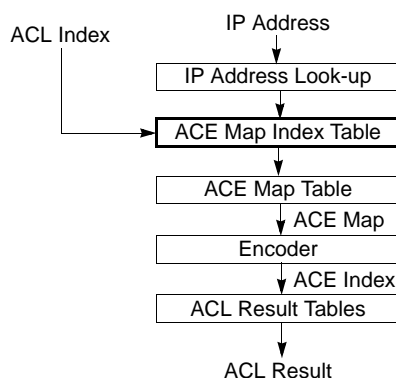 IP Address
ACL Index
IP Address Look-up
ACE Map Index Table
ACE Map Table
ACE Map
Encoder
ACE Index
ACL Result Tables
ACL Result